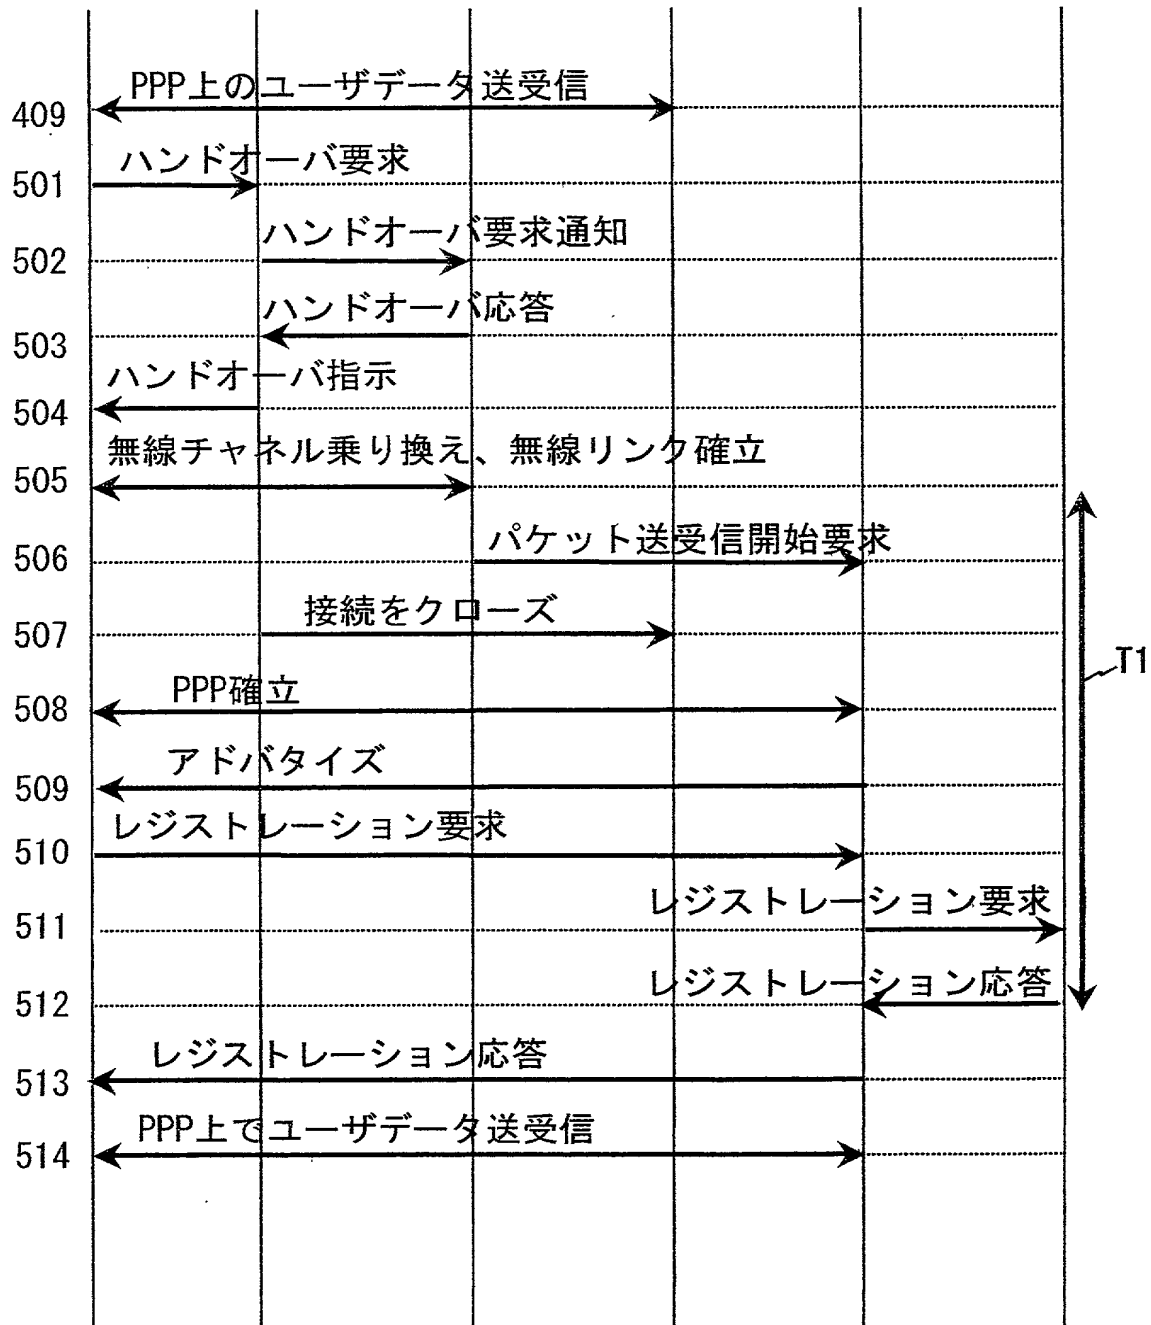 PPP上のユーザデータ送受信
409
ハンドオーバ要求
501
ハンドオーバ要求通知
502
ハンドオーバ応答
503
ハンドオーバ指示
504
無線チャネル乗り換え、無線リンク確立
505
パケット送受信開始要求
506
接続をクローズ
507
T1
PPP確立
508
アドバタイズ
509
レジストレーション要求
510
レジストレーション要求
511
レジストレーション応答
512
レジストレーション応答
513
PPP上でユーザデータ送受信
514